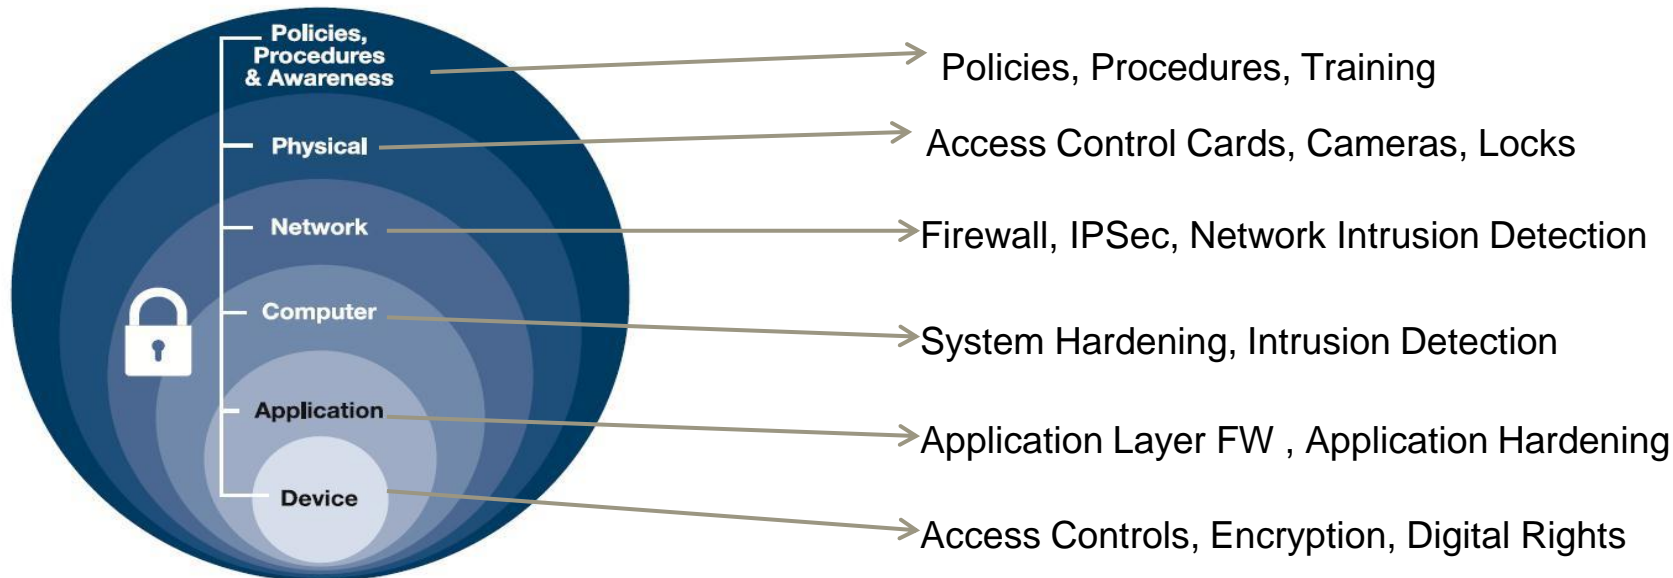 Policies,
Procedures
& Awareness
Policies, Procedures, Training
Physical
Access Control Cards, Cameras, Locks
Network
Firewall, IPSec, Network Intrusion Detection
Computer
System Hardening, Intrusion Detection
Application
Application Layer FW , Application Hardening
Device
Access Controls, Encryption, Digital Rights